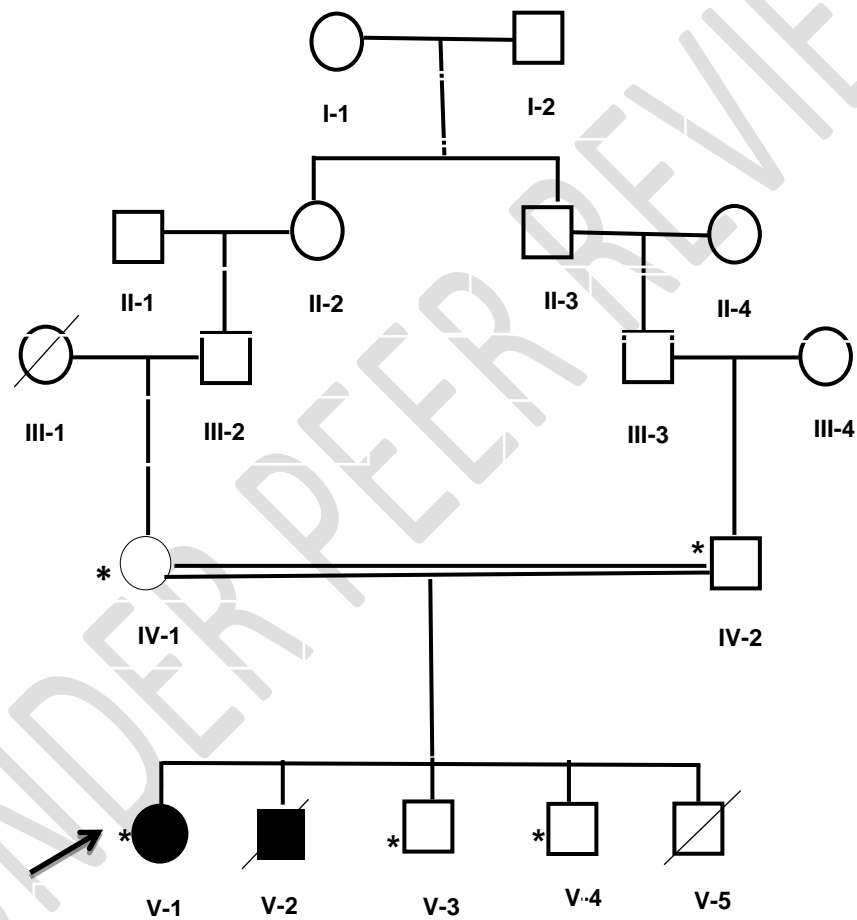 I-1
I-2
II-1
II-2
II-3
II-4
III-1
III-2
III-3
III-4
*
*
IV-1
IV-2
*
*
*
V-1
V-2
V-3
V-4
V-5
UNDER PEER REVIEW